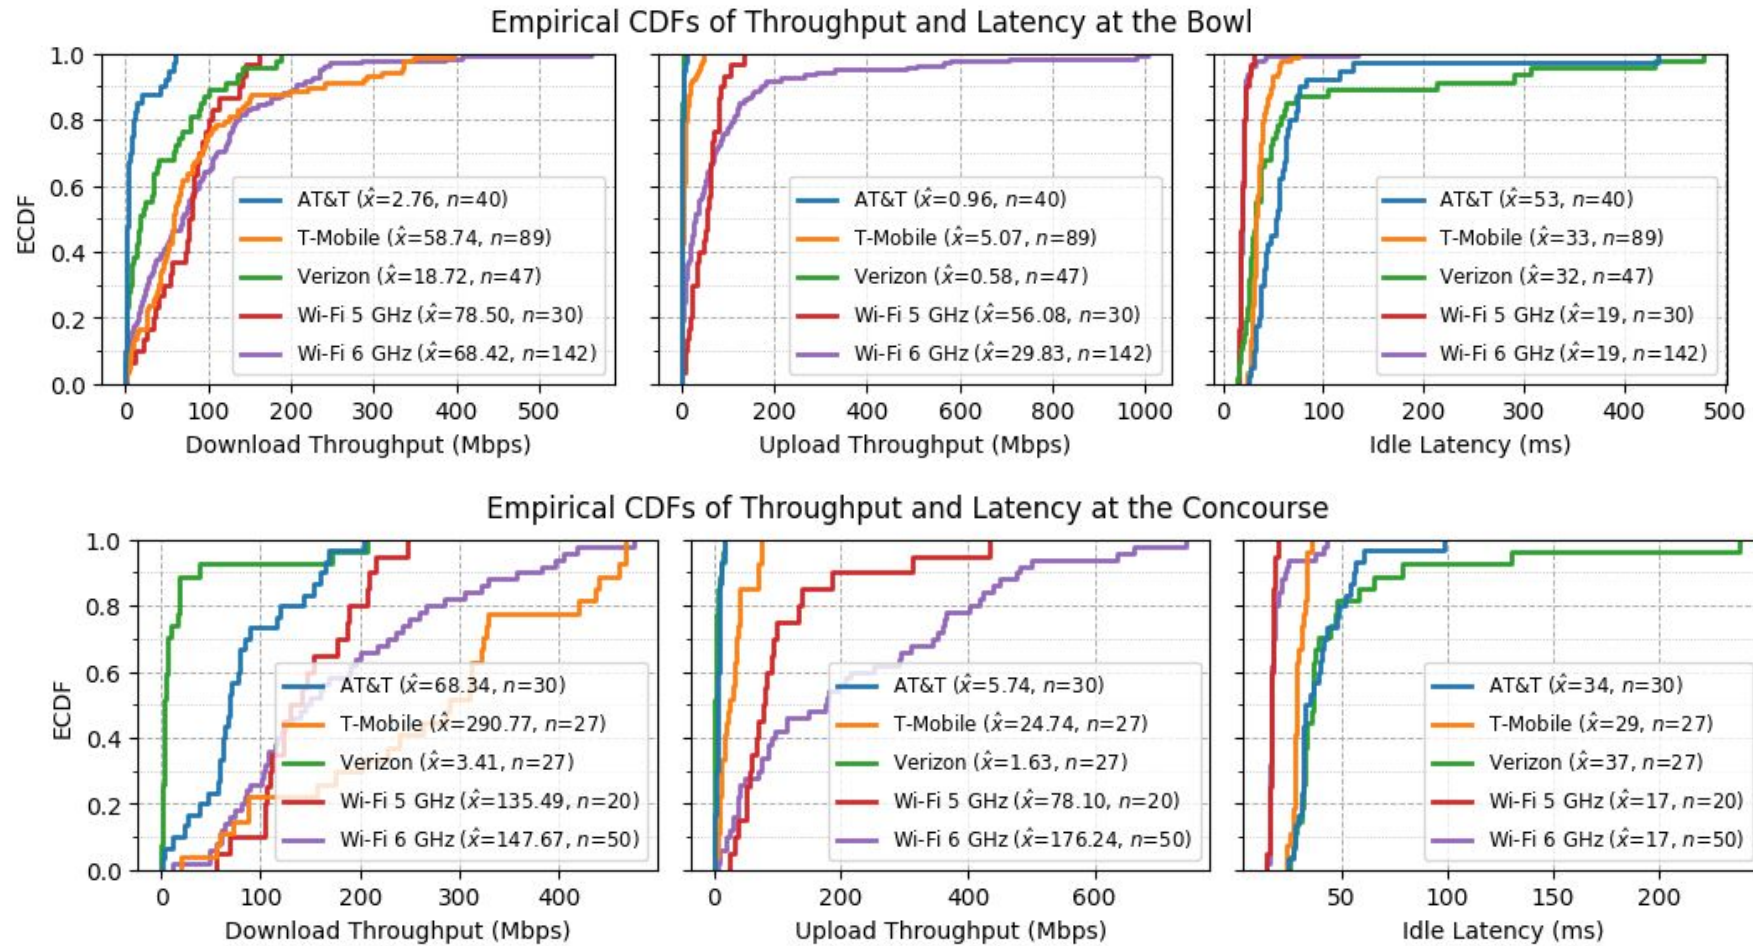 Empirical CDFs of Throughput and Latency at the Bowl
ECDF
1.0
0.8
0.6
0.4
0.2
0.0
AT&T (x̂=2.76, n=40)
T-Mobile (x̂=58.74, n=89)
Verizon (x̂=18.72, n=47)
Wi-Fi 5 GHz (x̂=78.50, n=30)
Wi-Fi 6 GHz (x̂=68.42, n=142)
0 100 200 300 400 500
Download Throughput (Mbps)
AT&T (x̂=0.96, n=40)
T-Mobile (x̂=5.07, n=89)
Verizon (x̂=0.58, n=47)
Wi-Fi 5 GHz (x̂=56.08, n=30)
Wi-Fi 6 GHz (x̂=29.83, n=142)
0 200 400 600 800 1000
Upload Throughput (Mbps)
AT&T (x̂=53, n=40)
T-Mobile (x̂=33, n=89)
Verizon (x̂=32, n=47)
Wi-Fi 5 GHz (x̂=19, n=30)
Wi-Fi 6 GHz (x̂=19, n=142)
0 100 200 300 400 500
Idle Latency (ms)
Empirical CDFs of Throughput and Latency at the Concourse
ECDF
1.0
0.8
0.6
0.4
0.2
0.0
AT&T (x̂=68.34, n=30)
T-Mobile (x̂=290.77, n=27)
Verizon (x̂=3.41, n=27)
Wi-Fi 5 GHz (x̂=135.49, n=20)
Wi-Fi 6 GHz (x̂=147.67, n=50)
0 100 200 300 400
Download Throughput (Mbps)
AT&T (x̂=5.74, n=30)
T-Mobile (x̂=24.74, n=27)
Verizon (x̂=1.63, n=27)
Wi-Fi 5 GHz (x̂=78.10, n=20)
Wi-Fi 6 GHz (x̂=176.24, n=50)
0 200 400 600
Upload Throughput (Mbps)
AT&T (x̂=34, n=30)
T-Mobile (x̂=29, n=27)
Verizon (x̂=37, n=27)
Wi-Fi 5 GHz (x̂=17, n=20)
Wi-Fi 6 GHz (x̂=17, n=50)
50 100 150 200
Idle Latency (ms)